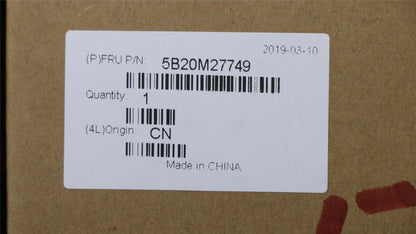 2019-03-10
(P)FRU P/N: 5B20M27749
Quantity 1
(4L)Origin CN
Made in CHINA